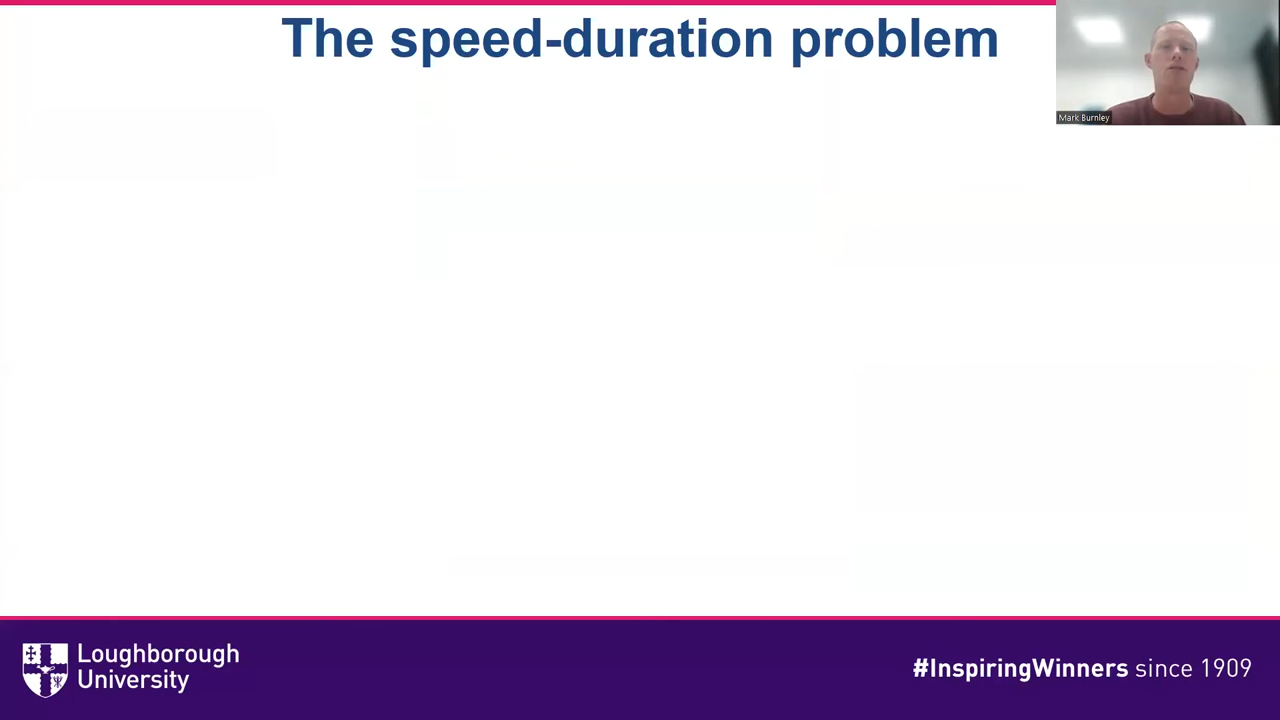 The speed-duration problem
Mark Burnley
Loughborough
University
#InspiringWinners since 1909